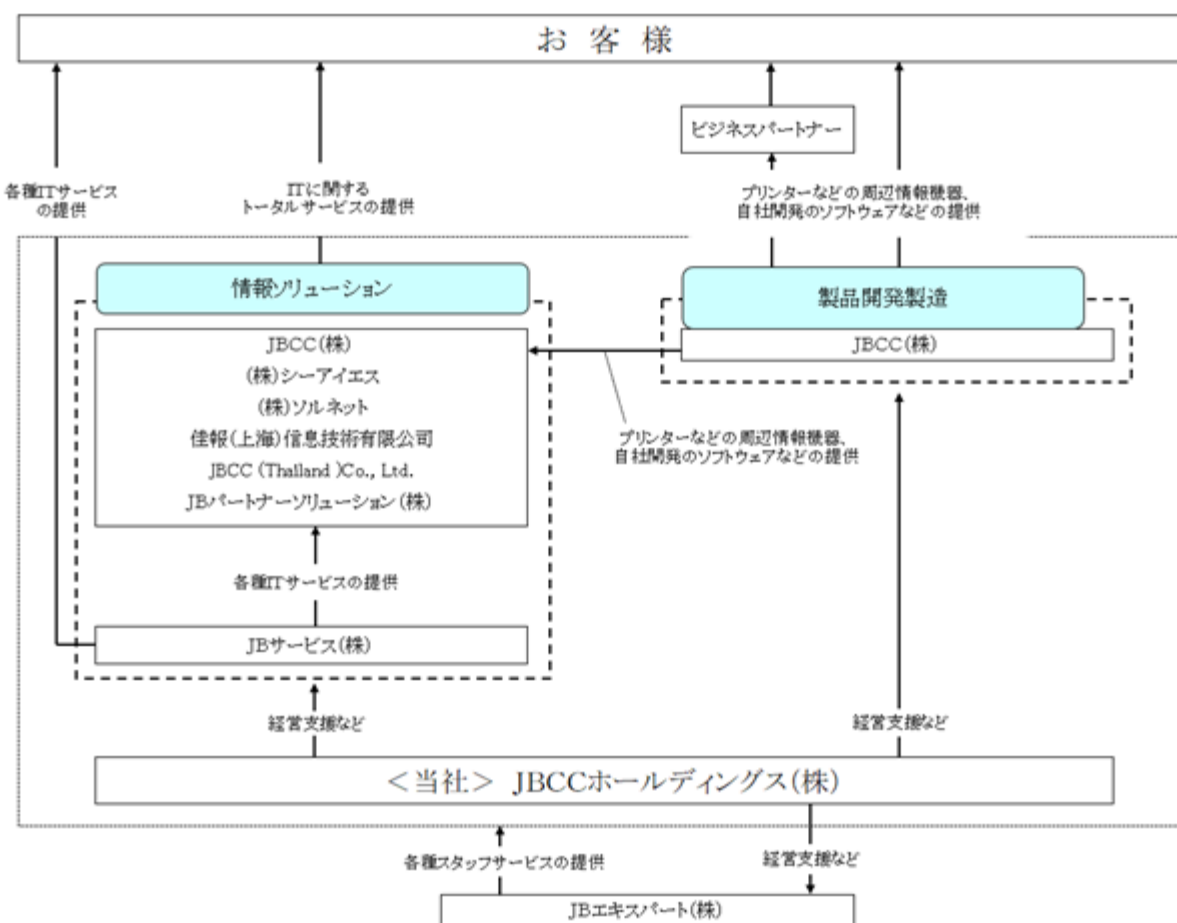 お 客 様
ビジネスパートナー
各種ITサービス
の提供
ITに関する
トータルサービスの提供
プリンターなどの周辺情報機器、
自社開発のソフトウェアなどの提供
情報ソリューション
製品開発製造
JBCC(株)
(株)シーアイエス
(株)ソルネット
佳報(上海)信息技術有限公司
JBCC (Thailand )Co., Ltd.
JBパートナーソリューション(株)
JBCC(株)
プリンターなどの周辺情報機器、
自社開発のソフトウェアなどの提供
各種ITサービスの提供
JBサービス(株)
経営支援など
経営支援など
＜当社＞ JBCCホールディングス(株)
各種スタッフサービスの提供
経営支援など
JBエキスパート(株)